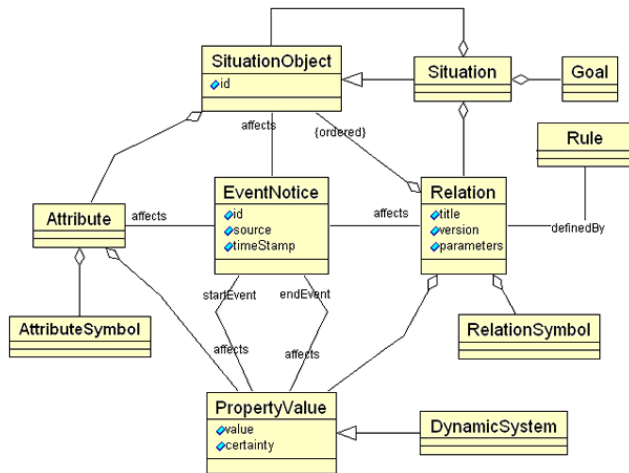 SituationObject
id
Situation
Goal
affects
{ordered}
Rule
EventNotice
id
source
timeStamp
Relation
title
version
parameters
Attribute
affects
affects
definedBy
startEvent
endEvent
AttributeSymbol
RelationSymbol
affects
affects
PropertyValue
value
certainty
DynamicSystem